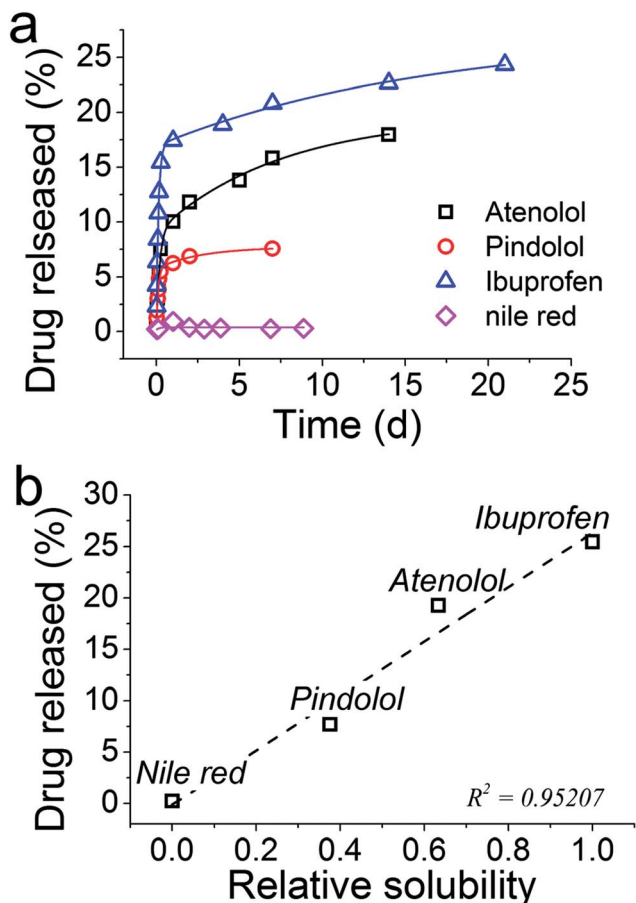 a
Drug relseased (%)
25
20
15
10
5
0
Atenolol
Pindolol
Ibuprofen
nile red
0 5 10 15 20 25
Time (d)
b
Drug released (%)
30
25
20
15
10
5
0
Ibuprofen
Atenolol
Pindolol
Nile red
R² = 0.95207
0.0 0.2 0.4 0.6 0.8 1.0
Relative solubility